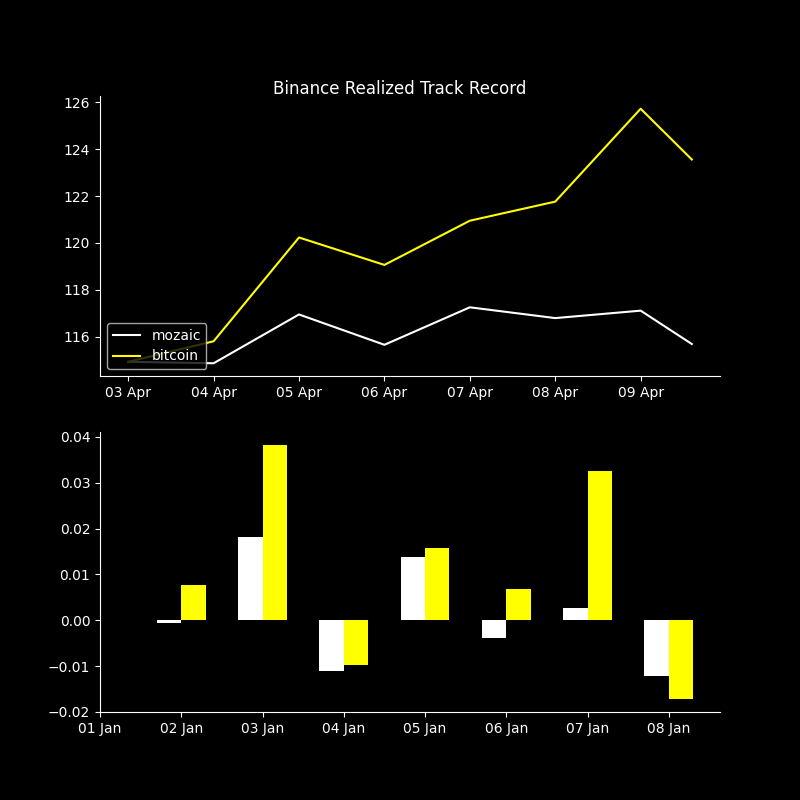 Binance Realized Track Record
126
124
122
120
118
116
mozaic
bitcoin
03 Apr 04 Apr 05 Apr 06 Apr 07 Apr 08 Apr 09 Apr
0.04
0.03
0.02
0.01
0.00
−0.01
−0.02
01 Jan 02 Jan 03 Jan 04 Jan 05 Jan 06 Jan 07 Jan 08 Jan